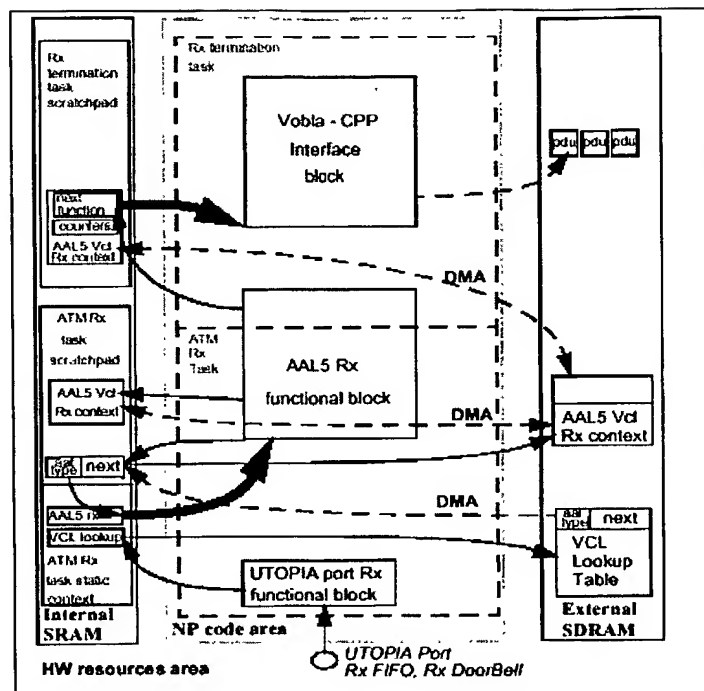 Rx
termination
task
scratchpad
next
function
counters
AAL5 Vcl
Rx context
ATM Rx
task
scratchpad
AAL5 Vcl
Rx context
aal
type
next
AAL5 rx
VCL lookup
ATM Rx
task static
context
Internal
SRAM
Rx termination
task
Vobla - CPP
Interface
block
DMA
ATM
Rx
Task
AAL5 Rx
functional block
DMA
DMA
UTOPIA port Rx
functional block
NP code area
pdu pdu pdu
AAL5 Vcl
Rx context
aal
type
next
VCL
Lookup
Table
External
SDRAM
HW resources area
UTOPIA Port
Rx FIFO, Rx DoorBell